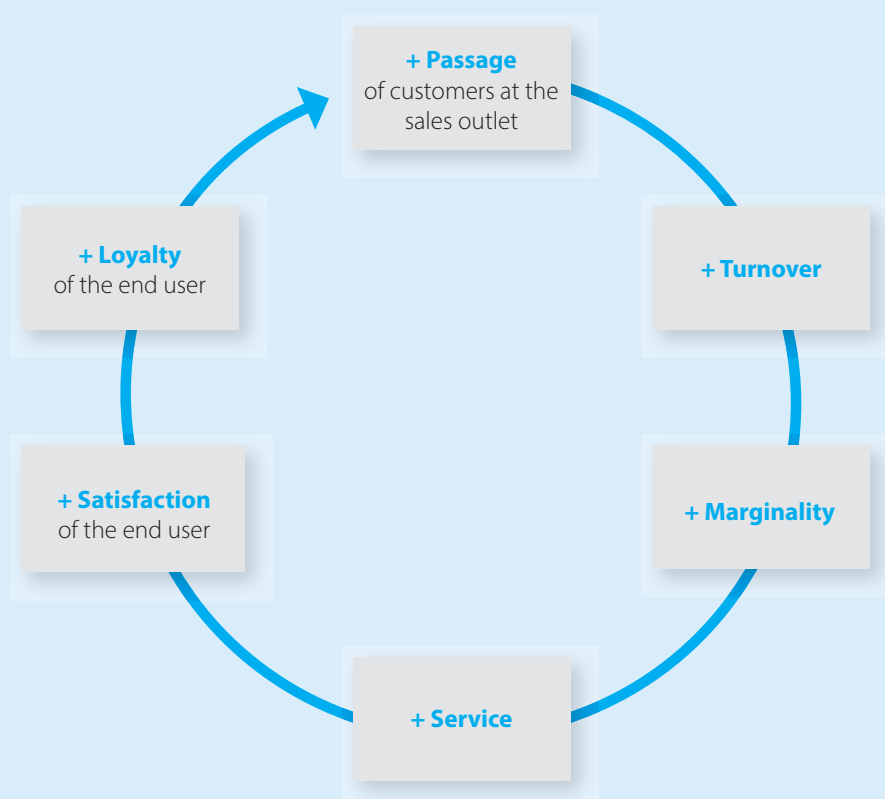 + Passage
of customers at the
sales outlet
+ Turnover
+ Marginality
+ Service
+ Satisfaction
of the end user
+ Loyalty
of the end user